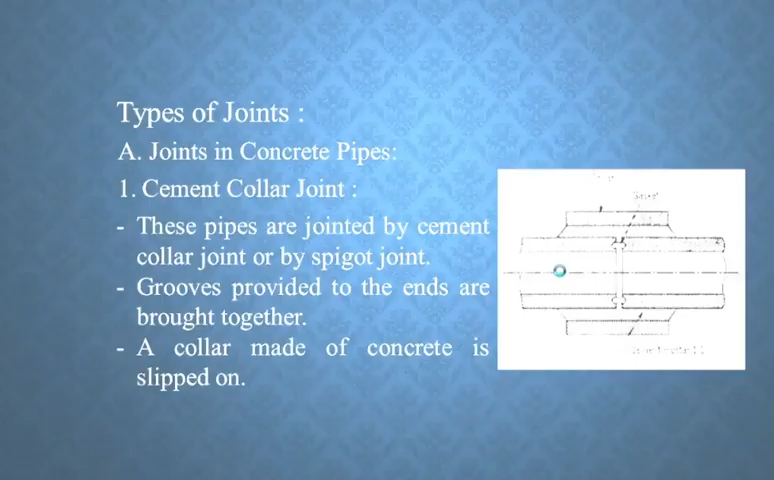 Types of Joints :
A. Joints in Concrete Pipes:
1. Cement Collar Joint :
- These pipes are jointed by cement
collar joint or by spigot joint.
- Grooves provided to the ends are
brought together.
- A collar made of concrete is
slipped on.